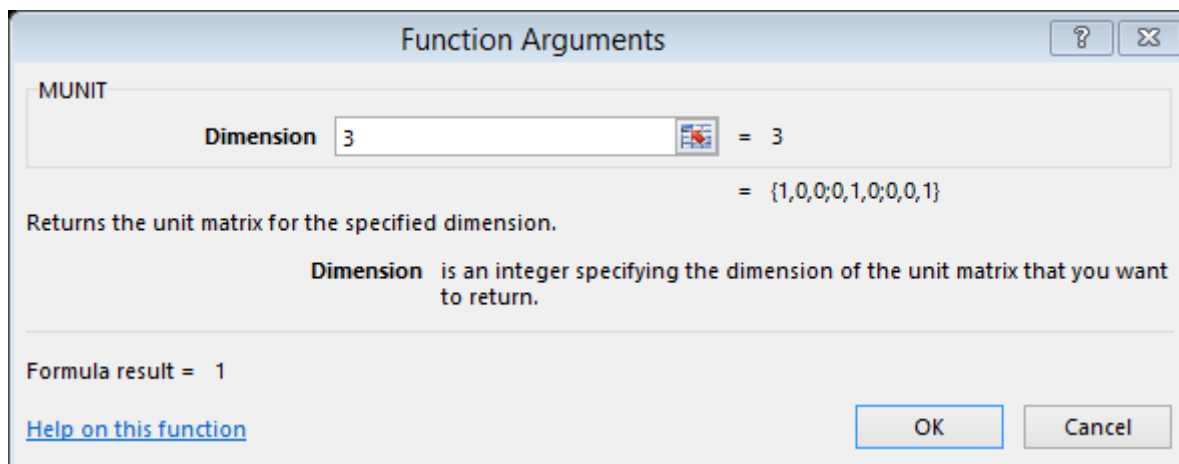 Function Arguments
MUNIT
Dimension 3 = 3
= {1,0,0;0,1,0;0,0,1}
Returns the unit matrix for the specified dimension.
Dimension is an integer specifying the dimension of the unit matrix that you want
to return.
Formula result = 1
Help on this function OK Cancel